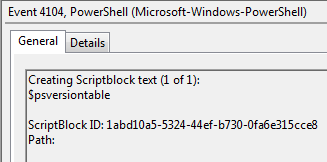 Event 4104, PowerShell (Microsoft-Windows-PowerShell)
General Details
Creating Scriptblock text (1 of 1):
$psversiontable
ScriptBlock ID: 1abd10a5-5324-44ef-b730-0fa6e315cce8
Path: